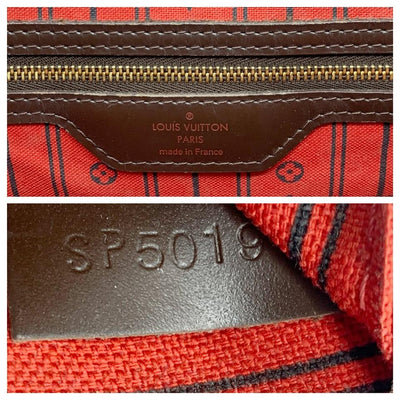 LOUIS VUITTON
PARIS
made in France
SP5019